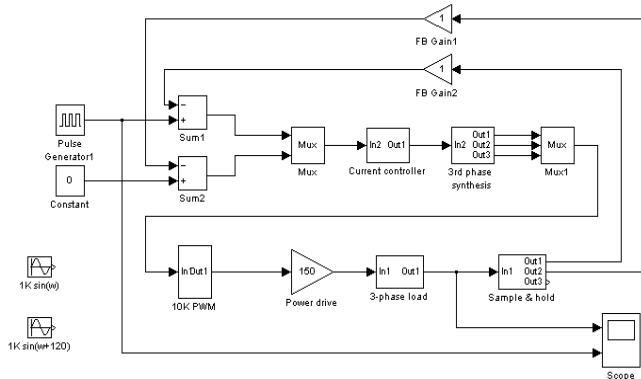 1
FB Gain1
1
FB Gain2
Pulse
Generator1
−
+
Sum1
0
Constant
−
+
Sum2
Mux
Mux
In2 Out1
Current controller
In2
Out1
Out2
Out3
3rd phase
synthesis
Mux
Mux1
1K sin(w)
1K sin(w+120)
In Out1
10K PWM
150
Power drive
In1 Out1
3-phase load
In1
Out1
Out2
Out3
Sample & hold
Scope